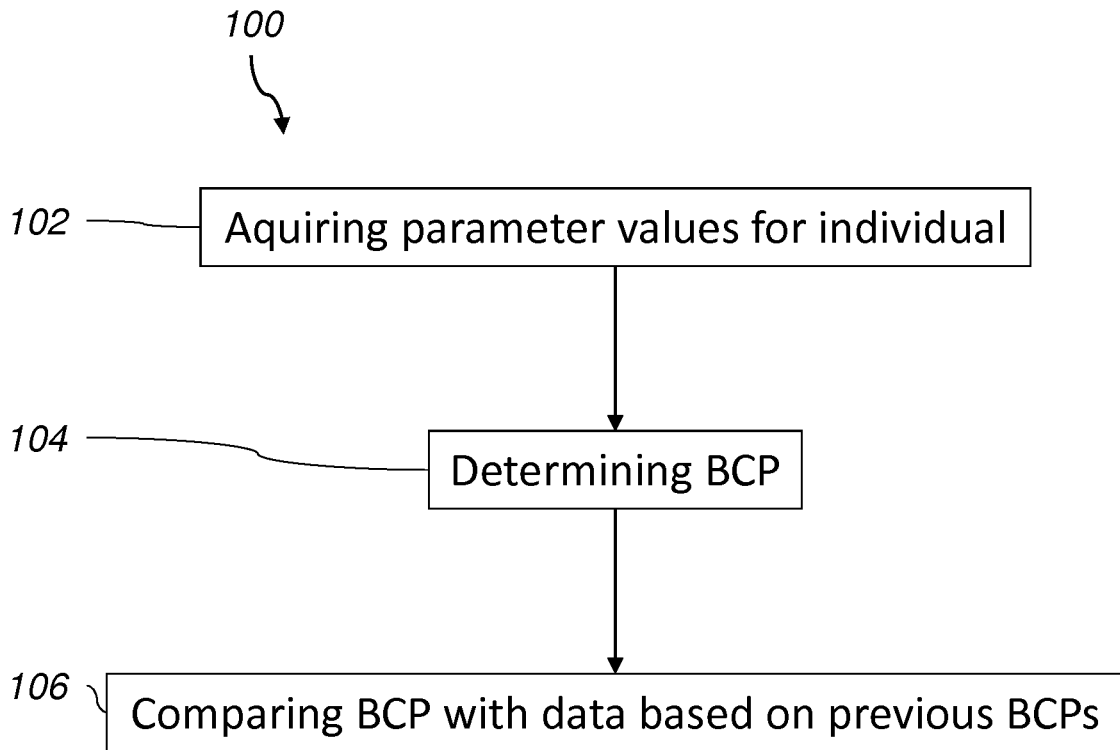 100
102
Aquiring parameter values for individual
104
Determining BCP
106
Comparing BCP with data based on previous BCPs